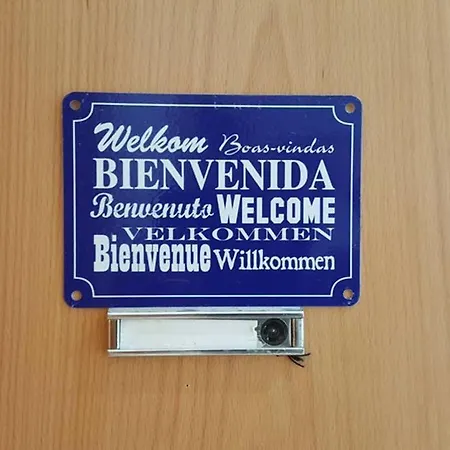 Welkom Boas-vindas
BIENVENIDA
Benvenuto WELCOME
VELKOMMEN
Bienvenue Willkommen